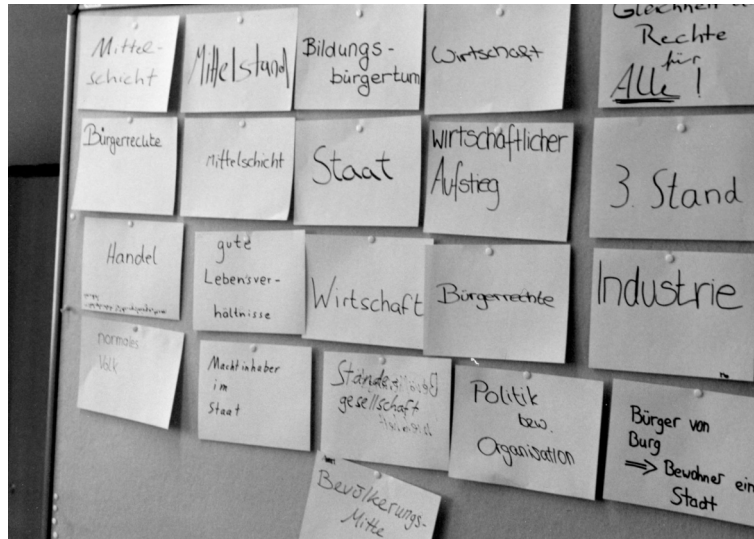 Mittel-
schicht
Mittelstand
Bildungs-
bürgertum
Wirtschaft
Rechte
für
Alle!
Bürgerrechte
Mittelschicht
Staat
wirtschaftlicher
Aufstieg
3. Stand
Handel
gute
Lebensver-
hältnisse
Wirtschaft
Bürgerrechte
Industrie
normales
Volk
Machtinhaber
im
Staat
Stände
gesellschaft
Politik
bzw.
Organisation
Bürger von
Burg
⇒ Bewohner ein
Stadt
Bevölkerungs-
Mitte